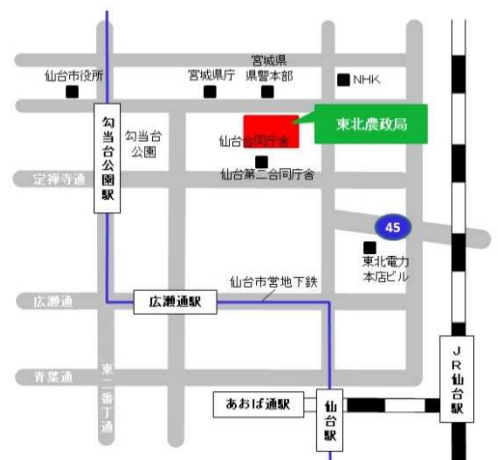 宮城県
県警本部
仙台市役所
宮城県庁
NHK
勾当台公園駅
勾当台
公園
東北農政局
仙台合同庁舎
仙台第二合同庁舎
定禅寺通
45
東北電力
本店ビル
仙台市営地下鉄
広瀬通
広瀬通駅
青葉通
東二番丁通
JR仙台駅
あおば通駅
仙台駅